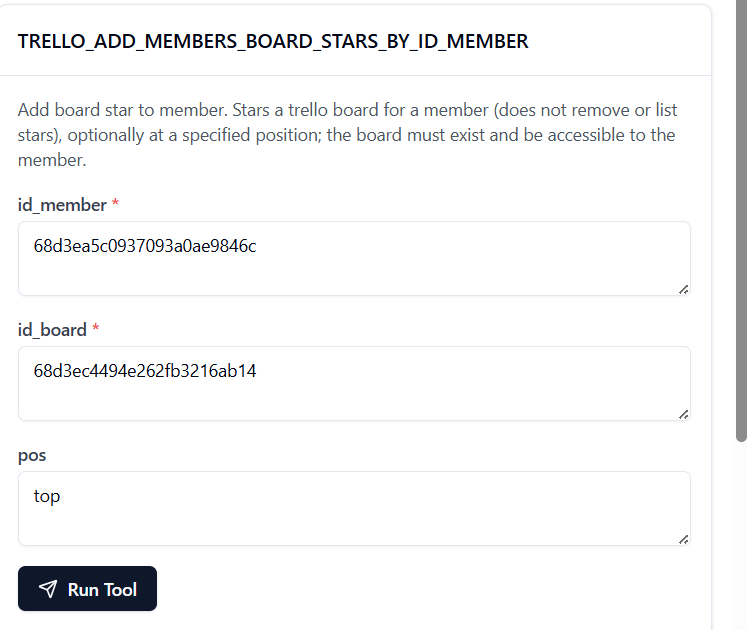 TRELLO_ADD_MEMBERS_BOARD_STARS_BY_ID_MEMBER
Add board star to member. Stars a trello board for a member (does not remove or list
stars), optionally at a specified position; the board must exist and be accessible to the
member.
id_member *
68d3ea5c0937093a0ae9846c
id_board *
68d3ec4494e262fb3216ab14
pos
top
Run Tool